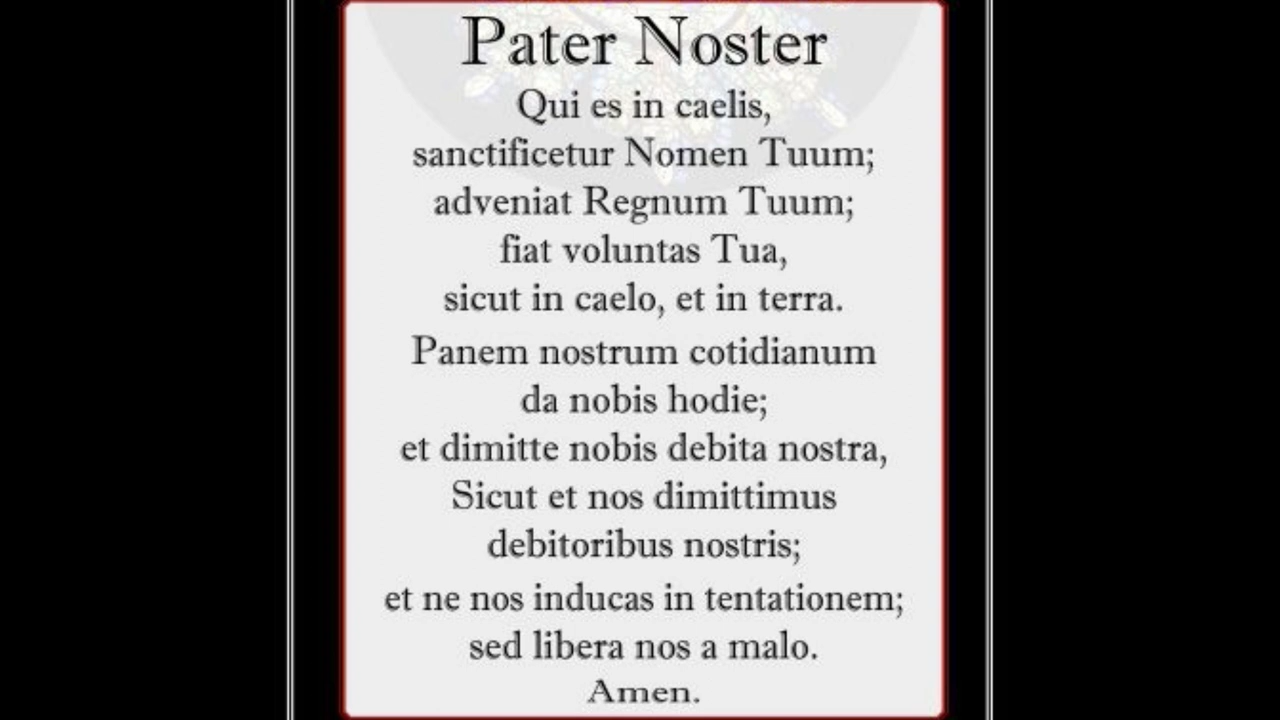 Pater Noster
Qui es in caelis,
sanctificetur Nomen Tuum;
adveniat Regnum Tuum;
fiat voluntas Tua,
sicut in caelo, et in terra.
Panem nostrum cotidianum
da nobis hodie;
et dimitte nobis debita nostra,
Sicut et nos dimittimus
debitoribus nostris;
et ne nos inducas in tentationem;
sed libera nos a malo.
Amen.